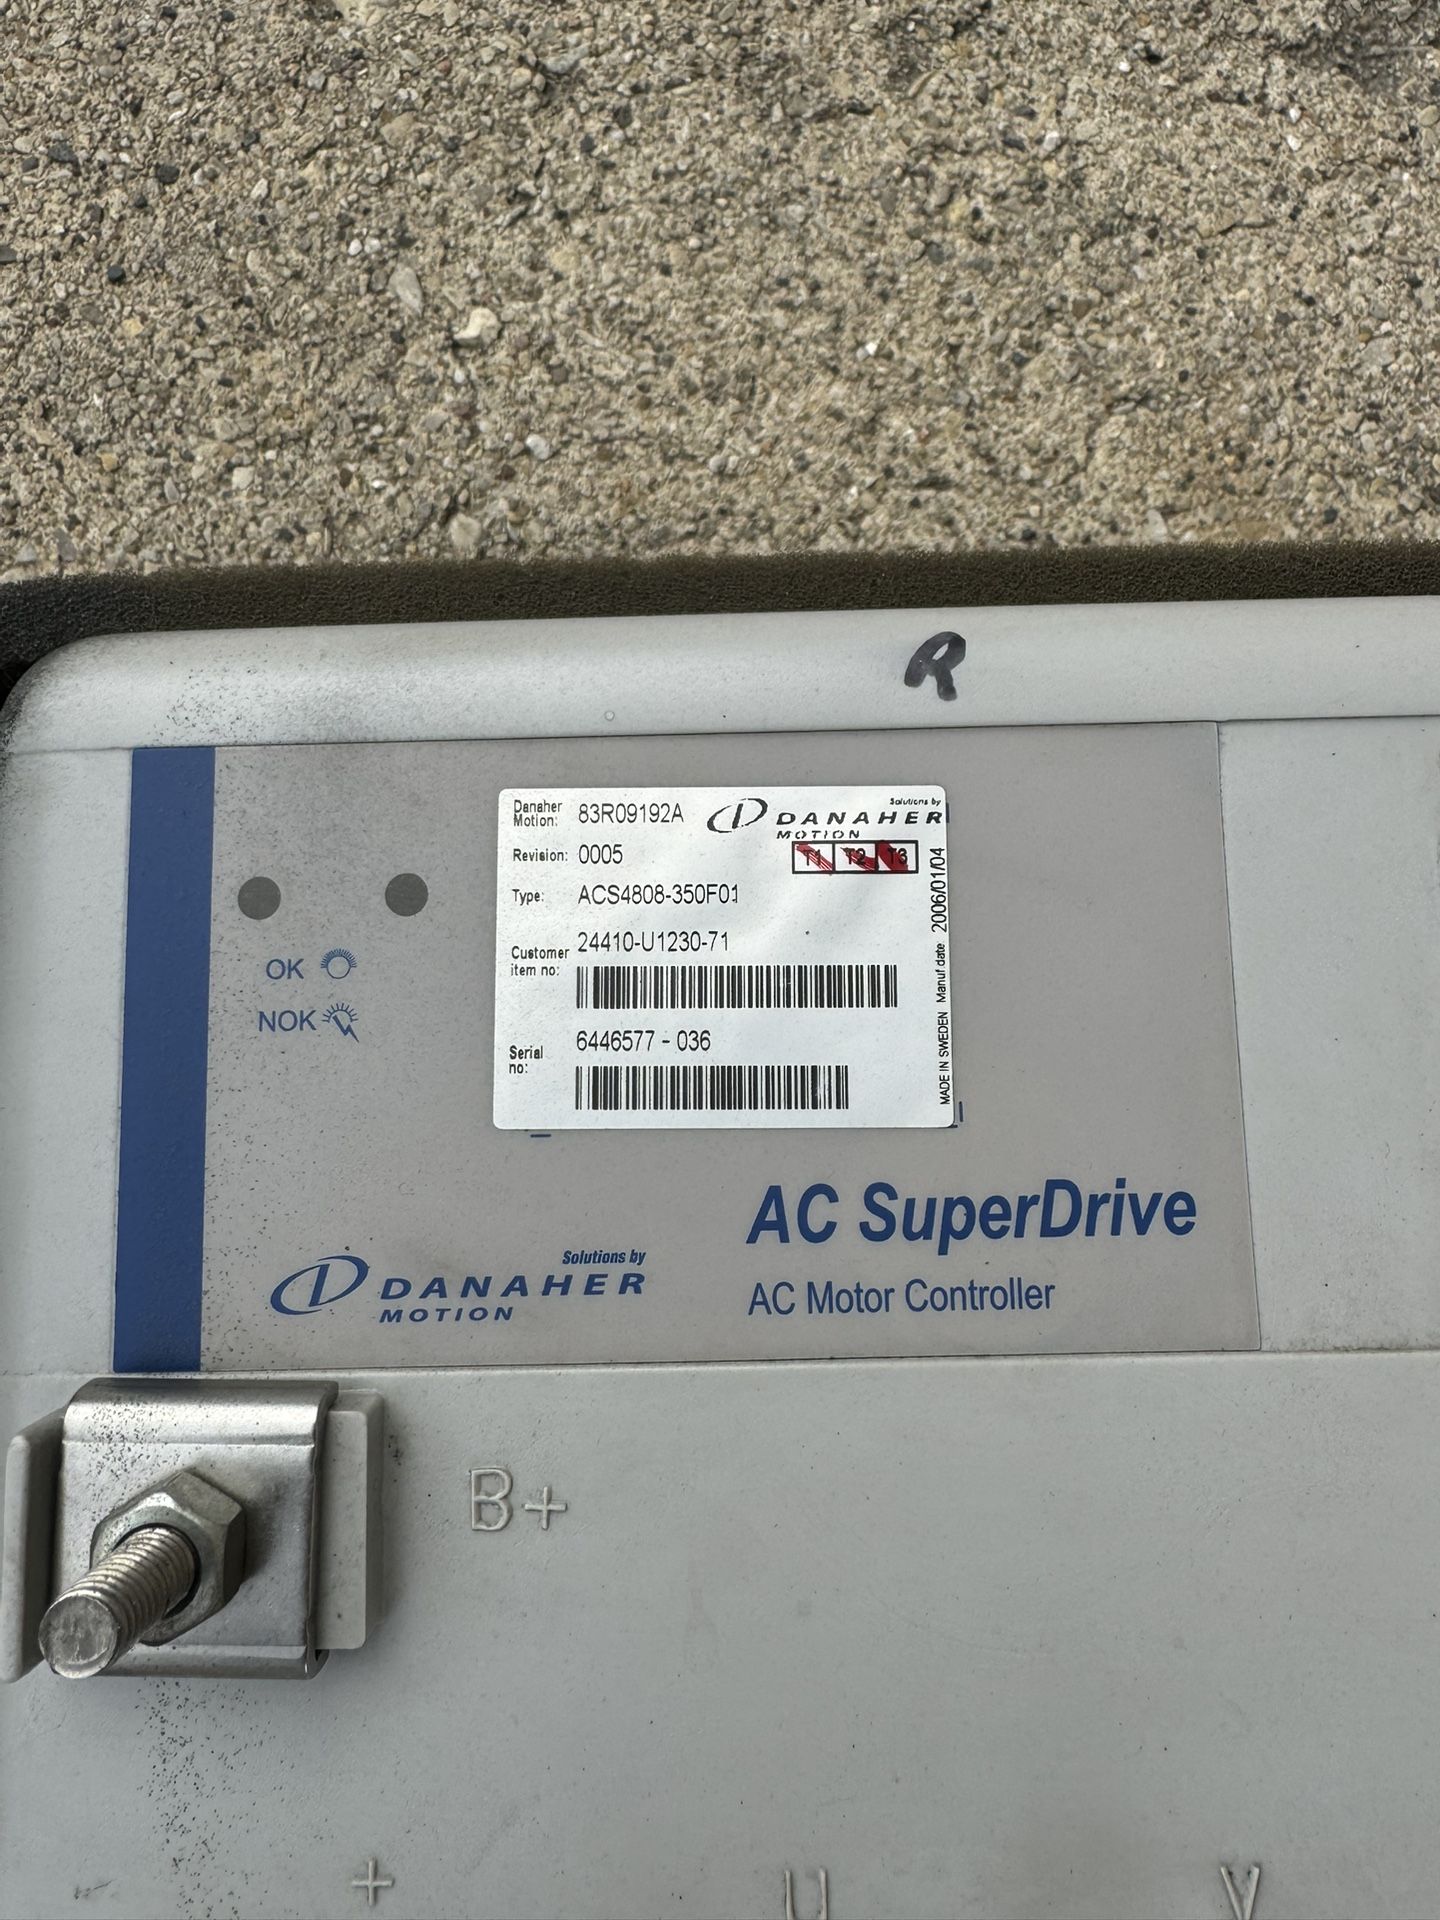 R
Danaher Motion: 83R09192A
Solutions by
DANAHER
MOTION
Revision: 0005
T1 T2 T3
Type: ACS4808-350F01
Customer item no: 24410-U1230-71
Serial no: 6446577 - 036
MADE IN SWEDEN Manuf.date 2006/01/04
OK
NOK
AC SuperDrive
AC Motor Controller
Solutions by
DANAHER
MOTION
B+
+ U V